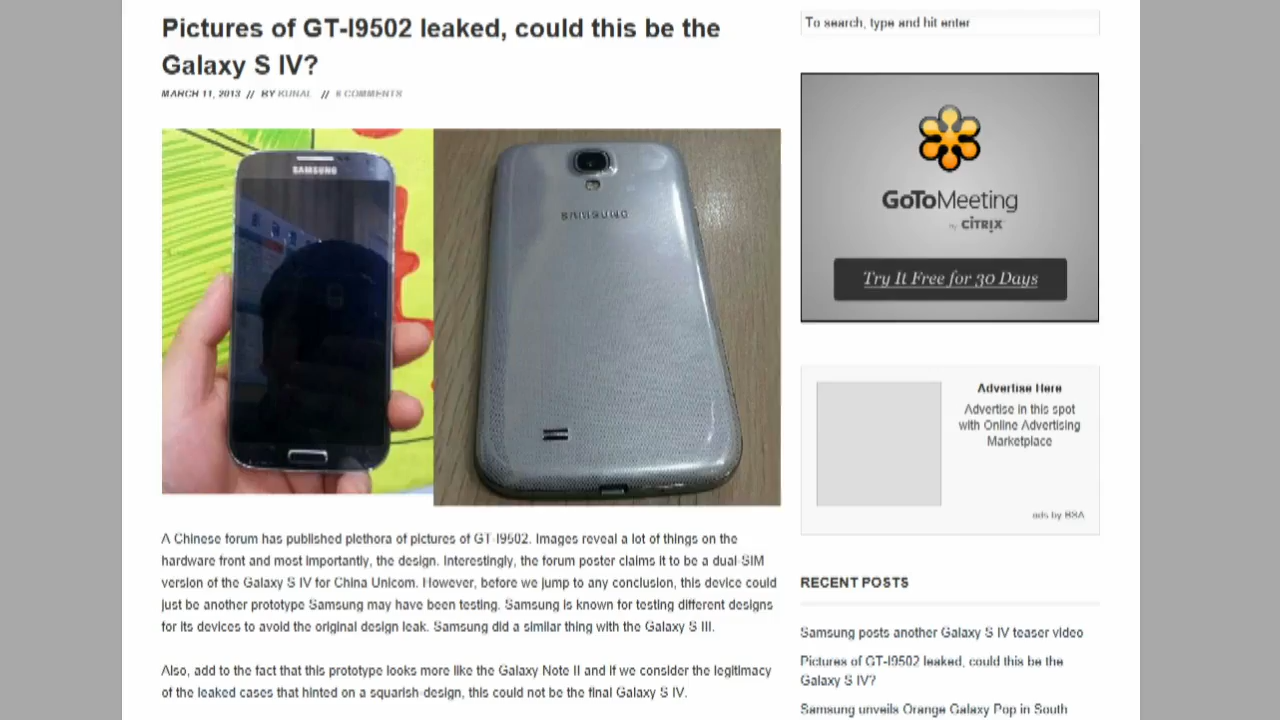 Pictures of GT-I9502 leaked, could this be the
Galaxy S IV?
MARCH 11, 2013 // BY KUNAL // 6 COMMENTS
SAMSUNG
SAMSUNG
A Chinese forum has published plethora of pictures of GT-I9502. Images reveal a lot of things on the
hardware front and most importantly, the design. Interestingly, the forum poster claims it to be a dual-SIM
version of the Galaxy S IV for China Unicom. However, before we jump to any conclusion, this device could
just be another prototype Samsung may have been testing. Samsung is known for testing different designs
for its devices to avoid the original design leak. Samsung did a similar thing with the Galaxy S III.
Also, add to the fact that this prototype looks more like the Galaxy Note II and if we consider the legitimacy
of the leaked cases that hinted on a squarish-design, this could not be the final Galaxy S IV.
To search, type and hit enter
GoToMeeting
by CITRIX
Try It Free for 30 Days
Advertise Here
Advertise in this spot
with Online Advertising
Marketplace
ads by BSA
RECENT POSTS
Samsung posts another Galaxy S IV teaser video
Pictures of GT-I9502 leaked, could this be the
Galaxy S IV?
Samsung unveils Orange Galaxy Pop in South